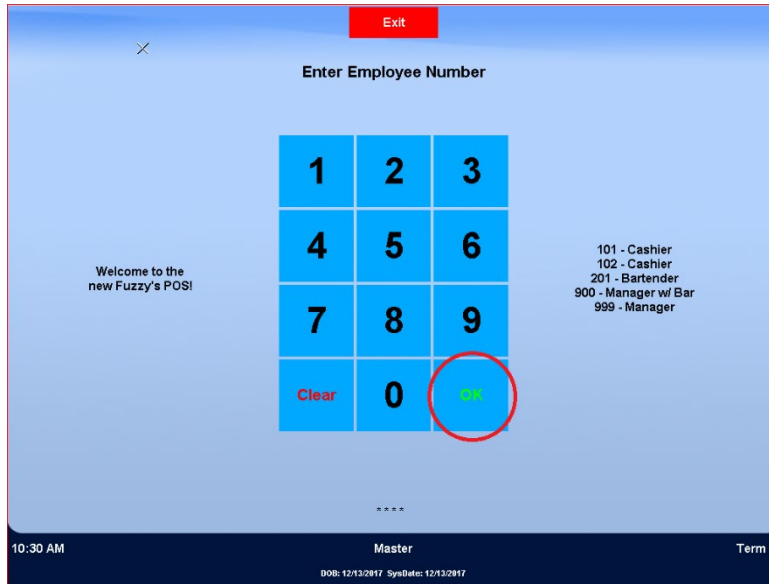 Exit
Enter Employee Number
1 2 3
4 5 6
7 8 9
Clear 0 OK
Welcome to the
new Fuzzy's POS!
101 - Cashier
102 - Cashier
201 - Bartender
900 - Manager w/ Bar
999 - Manager
****
10:30 AM Master Term
DOB: 12/13/2017 SysDate: 12/13/2017